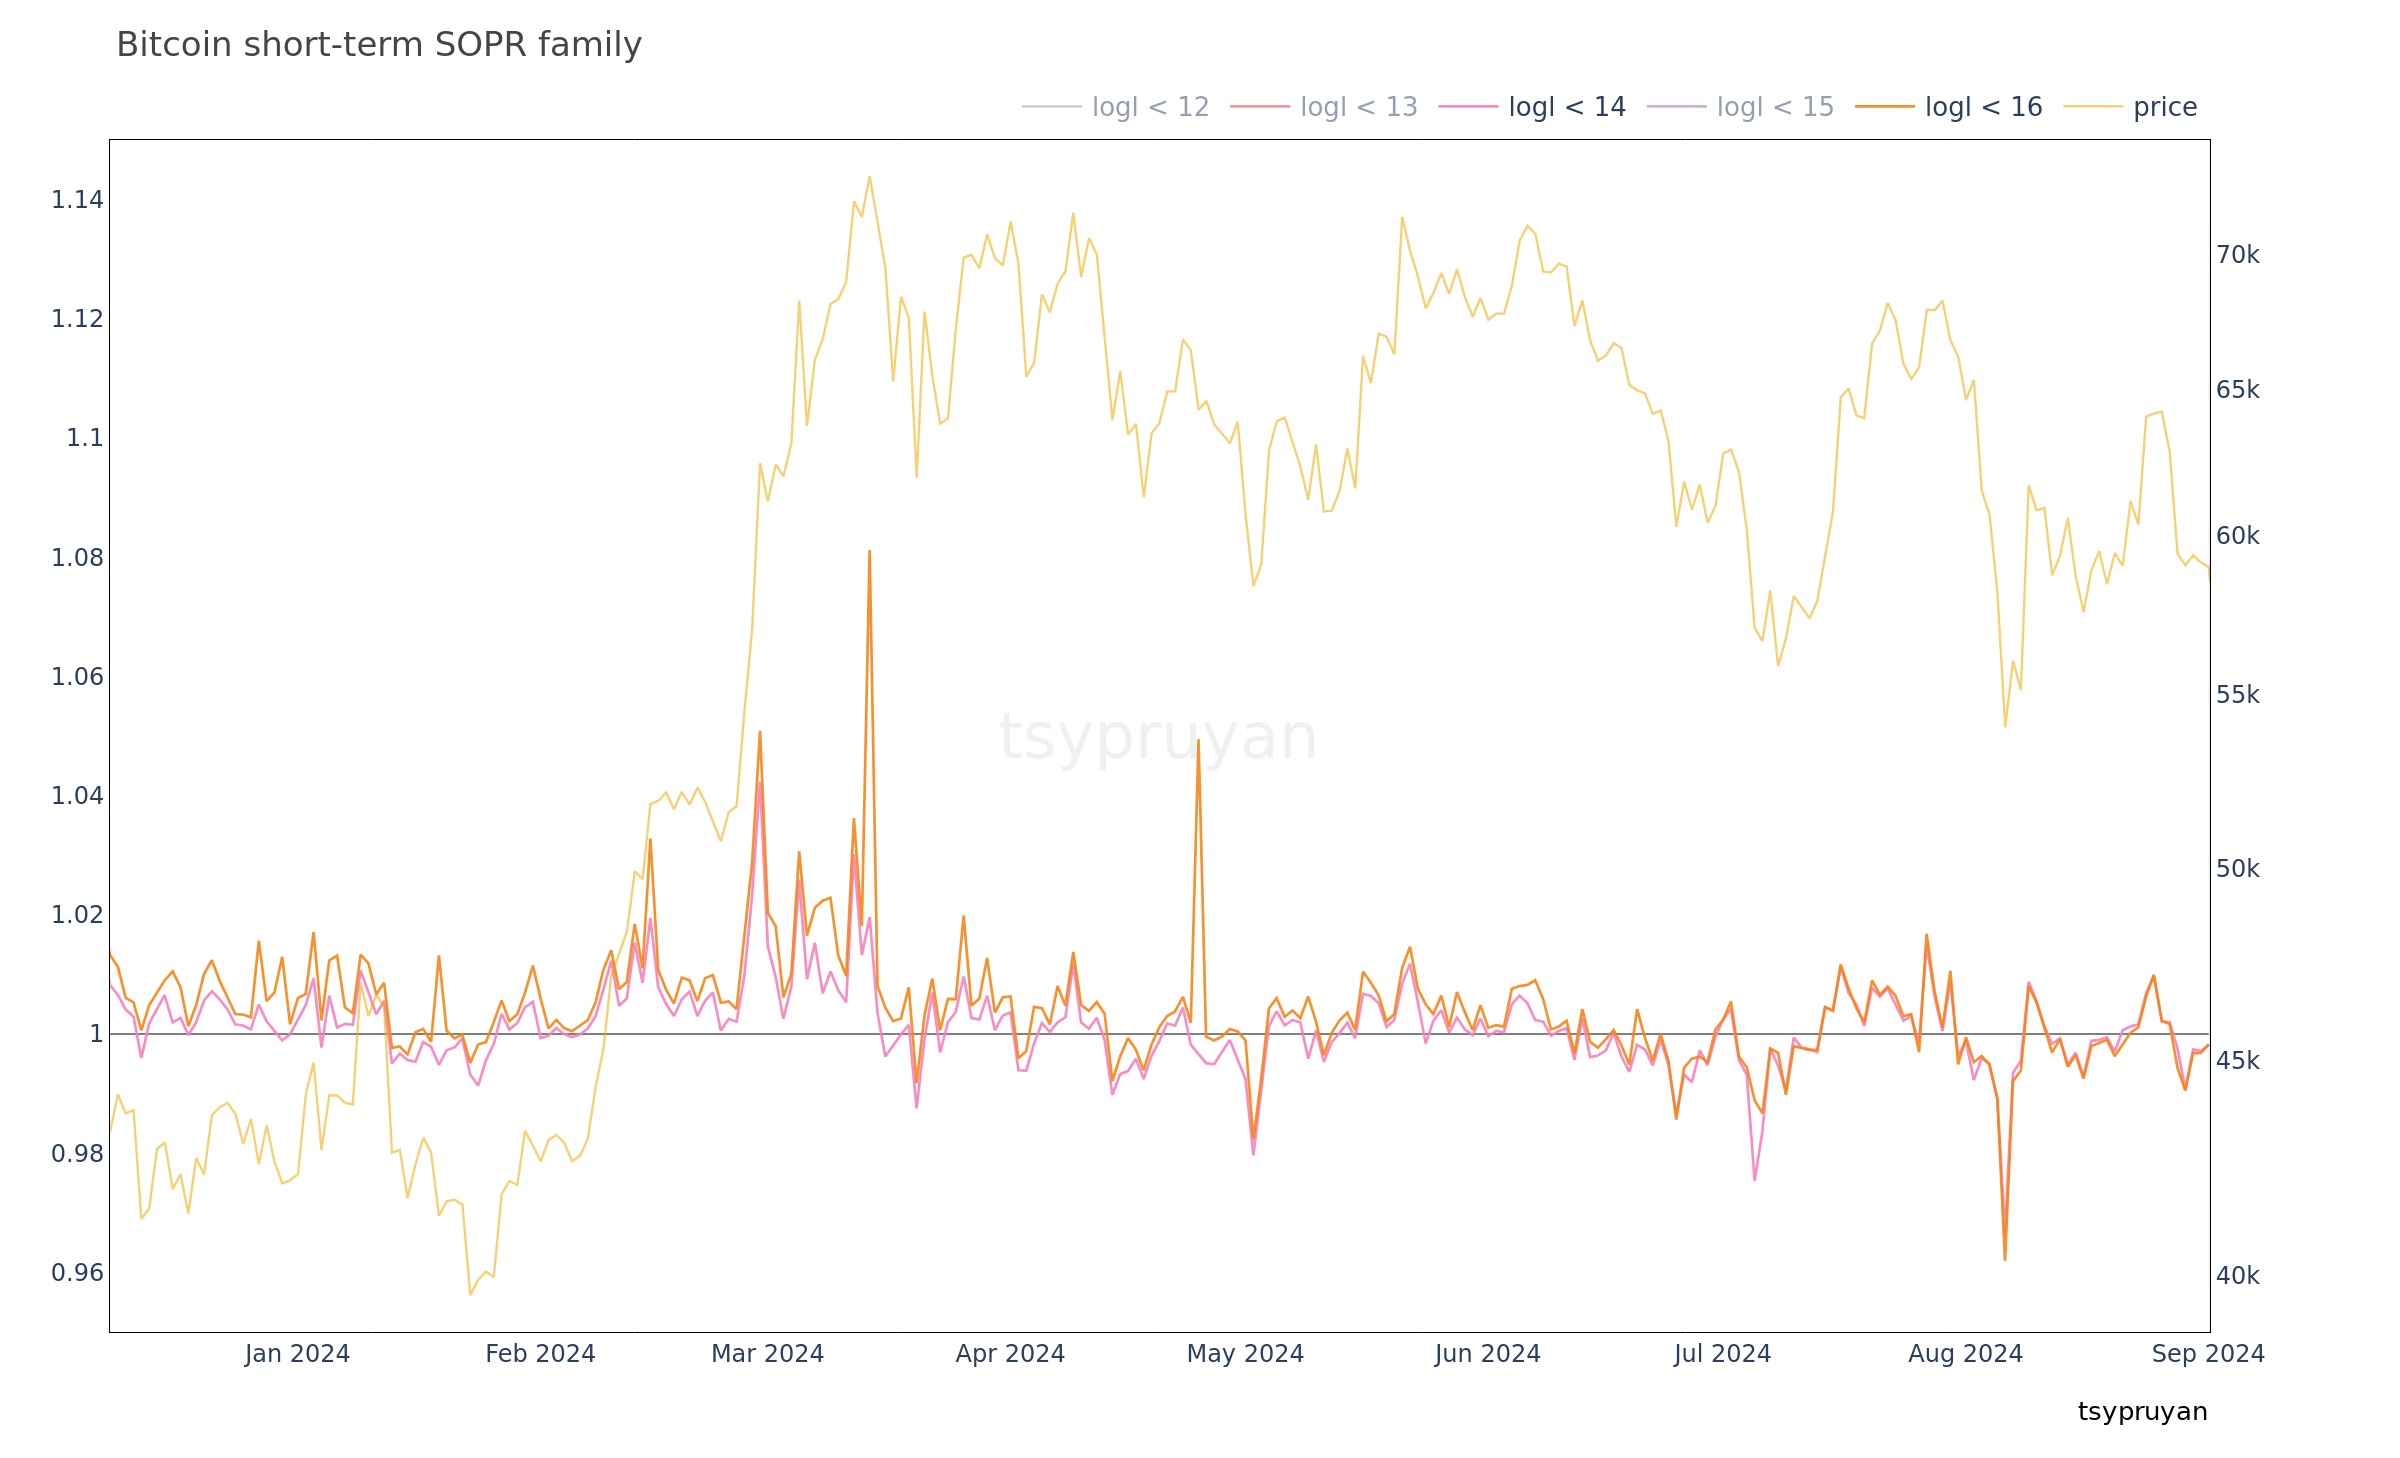 Bitcoin short-term SOPR family
logl < 12 logl < 13 logl < 14 logl < 15 logl < 16 price
1.14
1.12
1.1
1.08
1.06
1.04
1.02
1
0.98
0.96
70k
65k
60k
55k
50k
45k
40k
tsypruyan
Jan 2024 Feb 2024 Mar 2024 Apr 2024 May 2024 Jun 2024 Jul 2024 Aug 2024 Sep 2024
tsypruyan